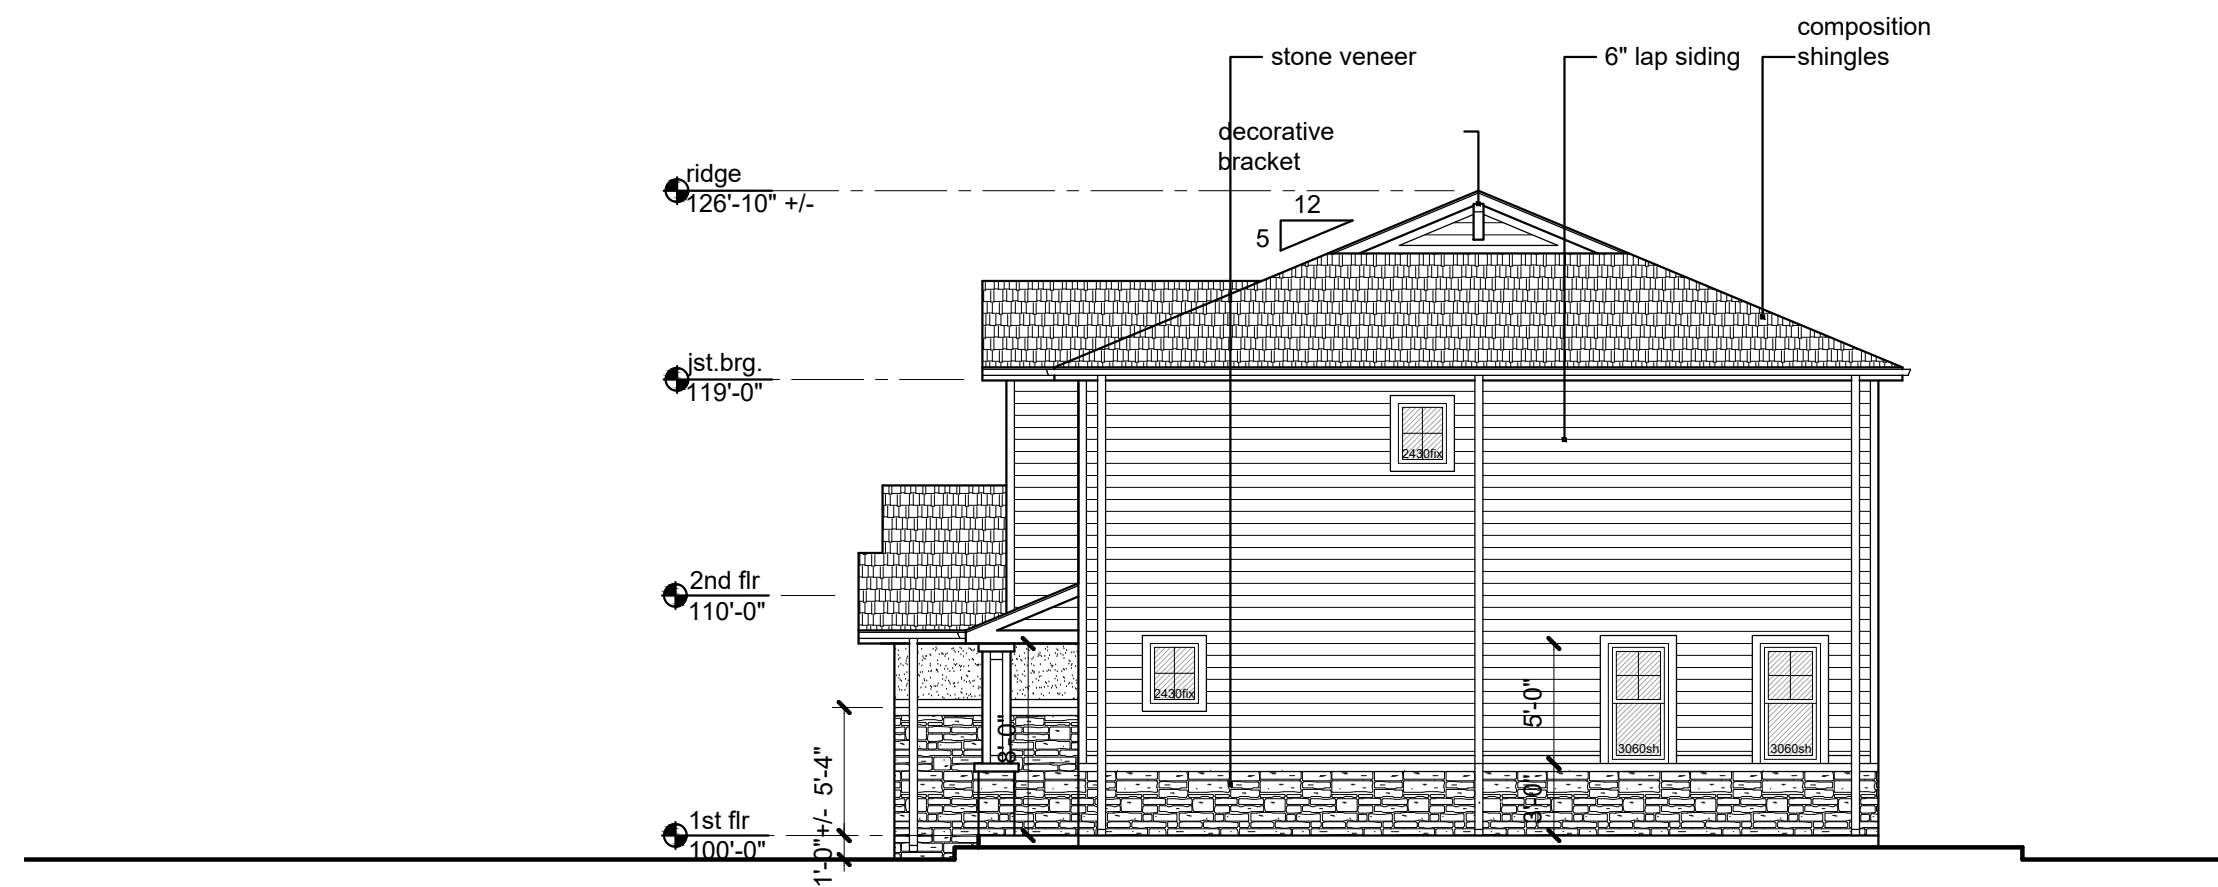 composition
shingles
stone veneer
6" lap siding
decorative
bracket
ridge
126'-10" +/-
12
5
jst.brg.
119'-0"
2430fix
2nd flr
110'-0"
2430fix
5'-0"
8'-0"
3060sh
3060sh
5'-4"
3'-0"
1st flr
100'-0"
1'-0"+/-